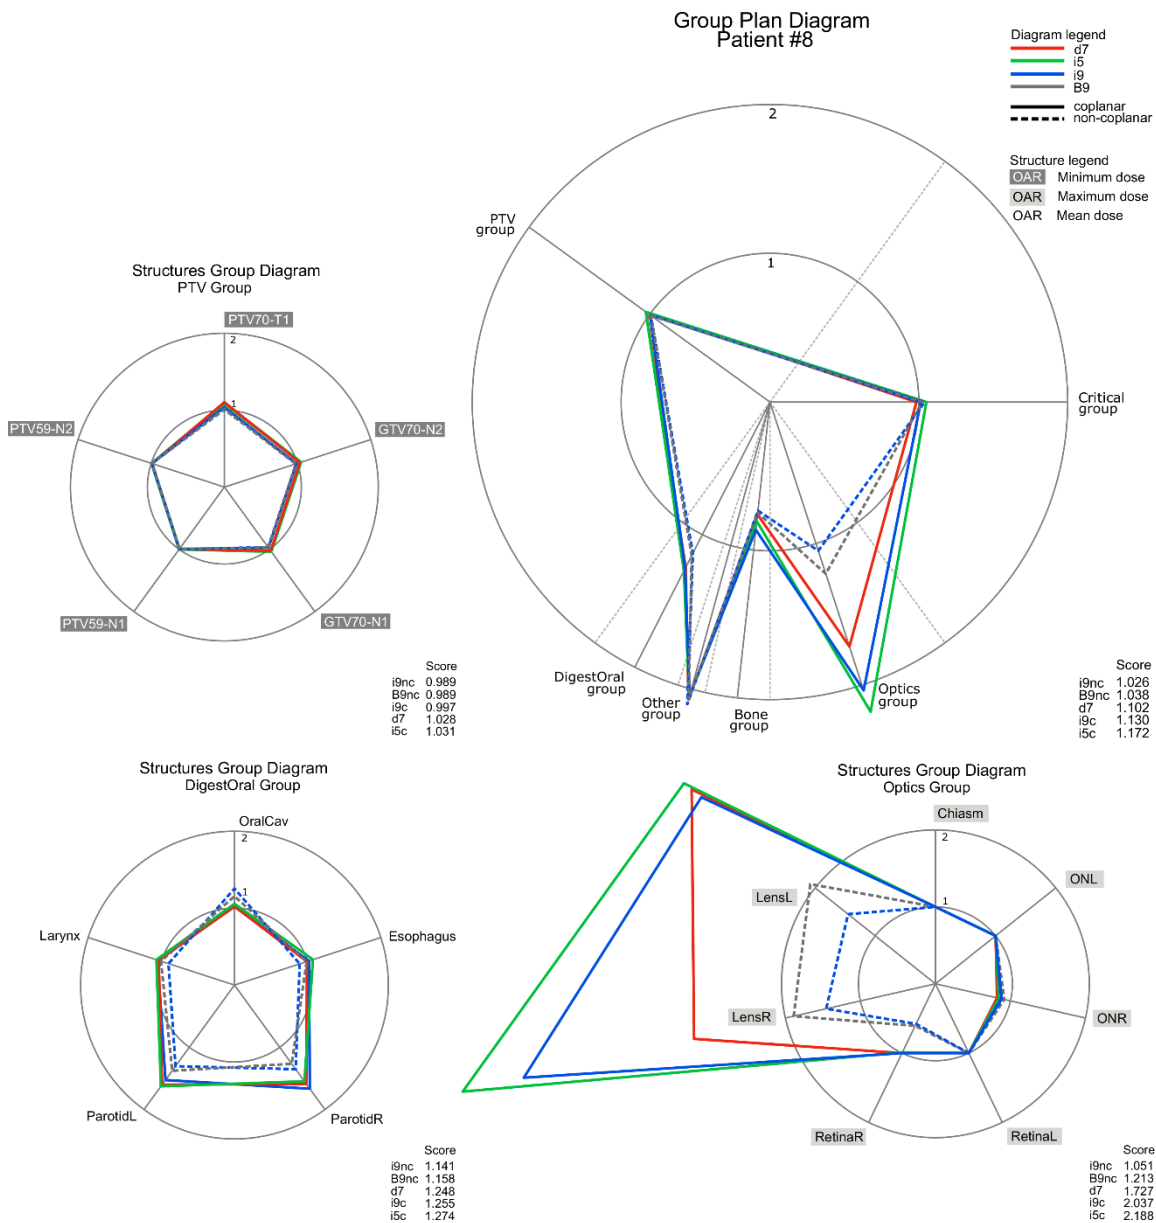 Group Plan Diagram
Patient #8
Diagram legend
d7
i5
i9
B9
coplanar
non-coplanar
Structure legend
OAR Minimum dose
OAR Maximum dose
OAR Mean dose
2
1
PTV
group
Critical
group
DigestOral
group
Other
group
Bone
group
Optics
group
Score
i9nc 1.026
B9nc 1.038
d7 1.102
i9c 1.130
i5c 1.172
Structures Group Diagram
PTV Group
PTV70-T1
2
1
PTV59-N2
GTV70-N2
PTV59-N1
GTV70-N1
Score
i9nc 0.989
B9nc 0.989
i9c 0.997
d7 1.028
i5c 1.031
Structures Group Diagram
DigestOral Group
OralCav
2
1
Larynx
Esophagus
ParotidL
ParotidR
Score
i9nc 1.141
B9nc 1.158
d7 1.248
i9c 1.255
i5c 1.274
Structures Group Diagram
Optics Group
Chiasm
2
1
LensL
ONL
LensR
ONR
RetinaR
RetinaL
Score
i9nc 1.051
B9nc 1.213
d7 1.727
i9c 2.037
i5c 2.188